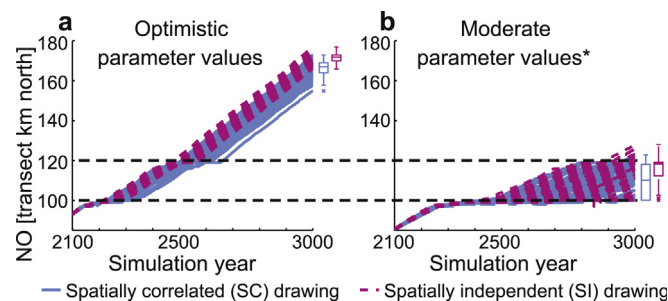 a Optimistic parameter values
b Moderate parameter values*
NO [transect km north]
180
160
140
120
100
2100
2500
3000
Simulation year
180
160
140
120
100
2100
2500
3000
Simulation year
Spatially correlated (SC) drawing
Spatially independent (SI) drawing